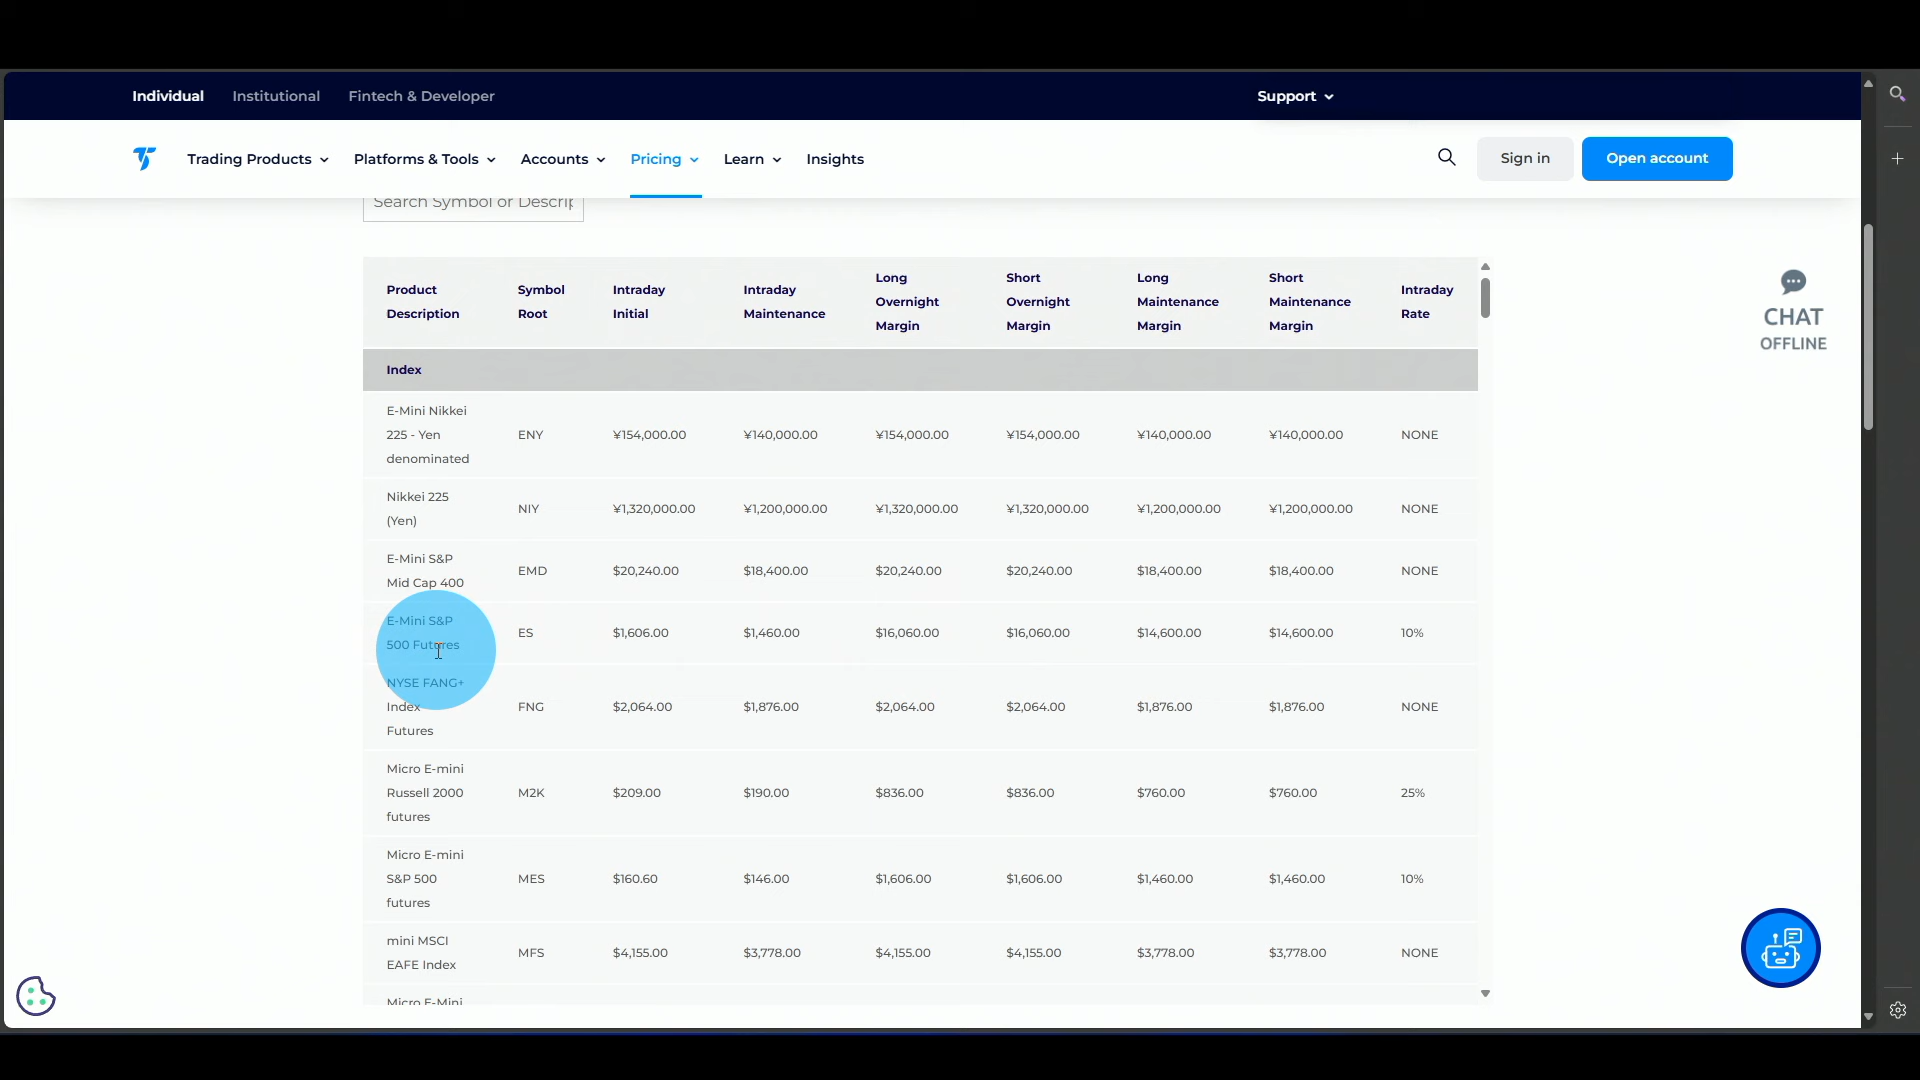 Individual Institutional Fintech & Developer Support
Trading Products Platforms & Tools Accounts Pricing Learn Insights Sign in Open account
Search Symbol or Descrip
Product Description Symbol Root Intraday Initial Intraday Maintenance Long Overnight Margin Short Overnight Margin Long Maintenance Margin Short Maintenance Margin Intraday Rate
Index
E-Mini Nikkei 225 - Yen denominated ENY ¥154,000.00 ¥140,000.00 ¥154,000.00 ¥154,000.00 ¥140,000.00 ¥140,000.00 NONE
Nikkei 225 (Yen) NIY ¥1,320,000.00 ¥1,200,000.00 ¥1,320,000.00 ¥1,320,000.00 ¥1,200,000.00 ¥1,200,000.00 NONE
E-Mini S&P Mid Cap 400 EMD $20,240.00 $18,400.00 $20,240.00 $20,240.00 $18,400.00 $18,400.00 NONE
E-Mini S&P 500 Futures ES $1,606.00 $1,460.00 $16,060.00 $16,060.00 $14,600.00 $14,600.00 10%
NYSE FANG+ Index Futures FNG $2,064.00 $1,876.00 $2,064.00 $2,064.00 $1,876.00 $1,876.00 NONE
Micro E-mini Russell 2000 futures M2K $209.00 $190.00 $836.00 $836.00 $760.00 $760.00 25%
Micro E-mini S&P 500 futures MES $160.60 $146.00 $1,606.00 $1,606.00 $1,460.00 $1,460.00 10%
mini MSCI EAFE Index MFS $4,155.00 $3,778.00 $4,155.00 $4,155.00 $3,778.00 $3,778.00 NONE
Micro E-Mini
CHAT
OFFLINE